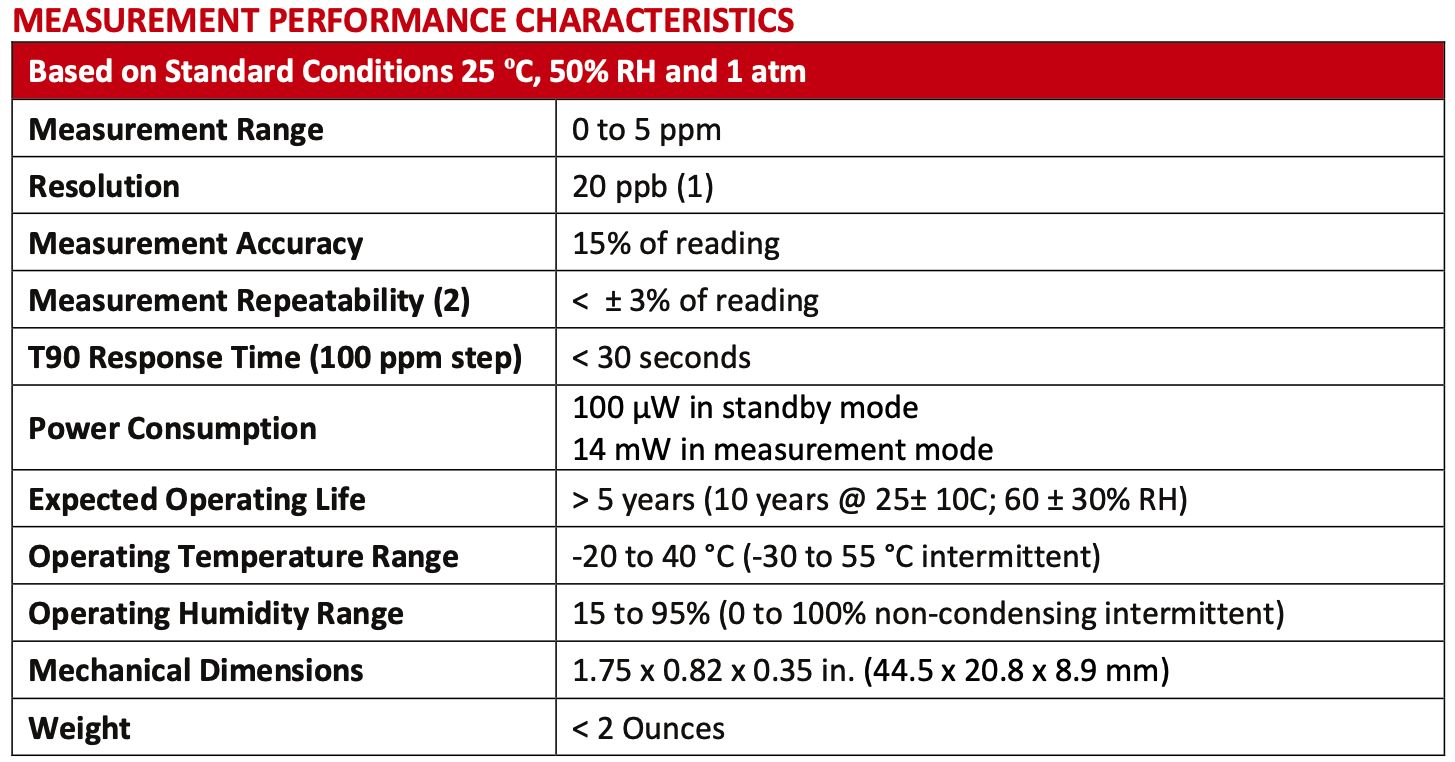 MEASUREMENT PERFORMANCE CHARACTERISTICS
Based on Standard Conditions 25 °C, 50% RH and 1 atm
Measurement Range 0 to 5 ppm
Resolution 20 ppb (1)
Measurement Accuracy 15% of reading
Measurement Repeatability (2) <  ± 3% of reading
T90 Response Time (100 ppm step) < 30 seconds
Power Consumption 100 µW in standby mode
14 mW in measurement mode
Expected Operating Life > 5 years (10 years @ 25± 10C; 60 ± 30% RH)
Operating Temperature Range -20 to 40 °C (-30 to 55 °C intermittent)
Operating Humidity Range 15 to 95% (0 to 100% non-condensing intermittent)
Mechanical Dimensions 1.75 x 0.82 x 0.35 in. (44.5 x 20.8 x 8.9 mm)
Weight < 2 Ounces